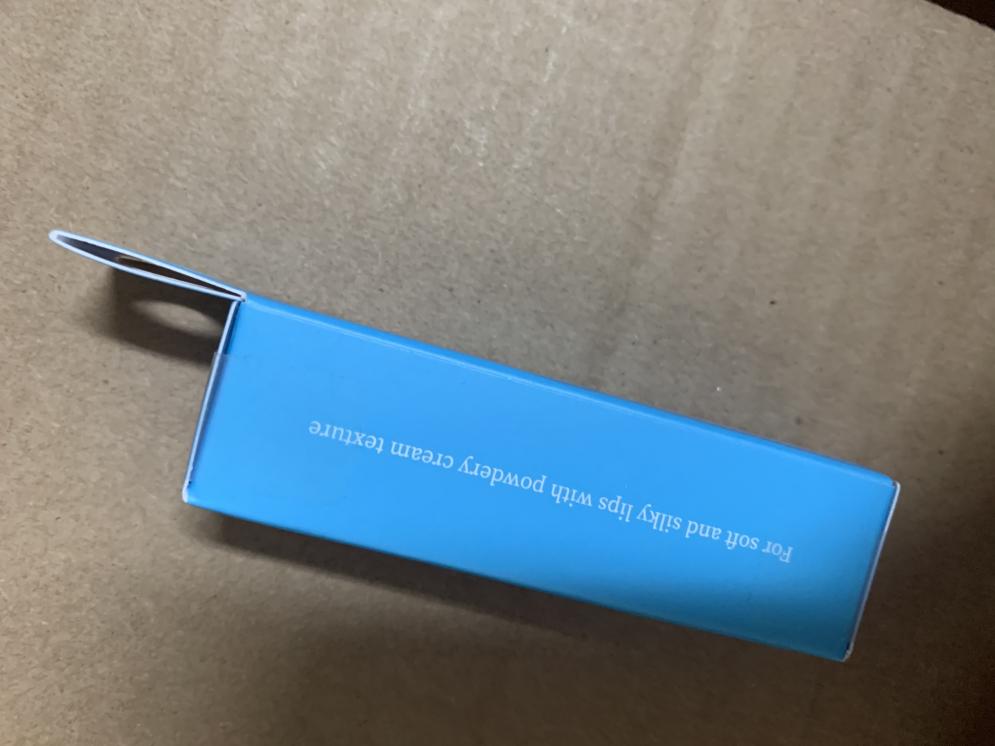 For soft and silky lips with powdery cream texture